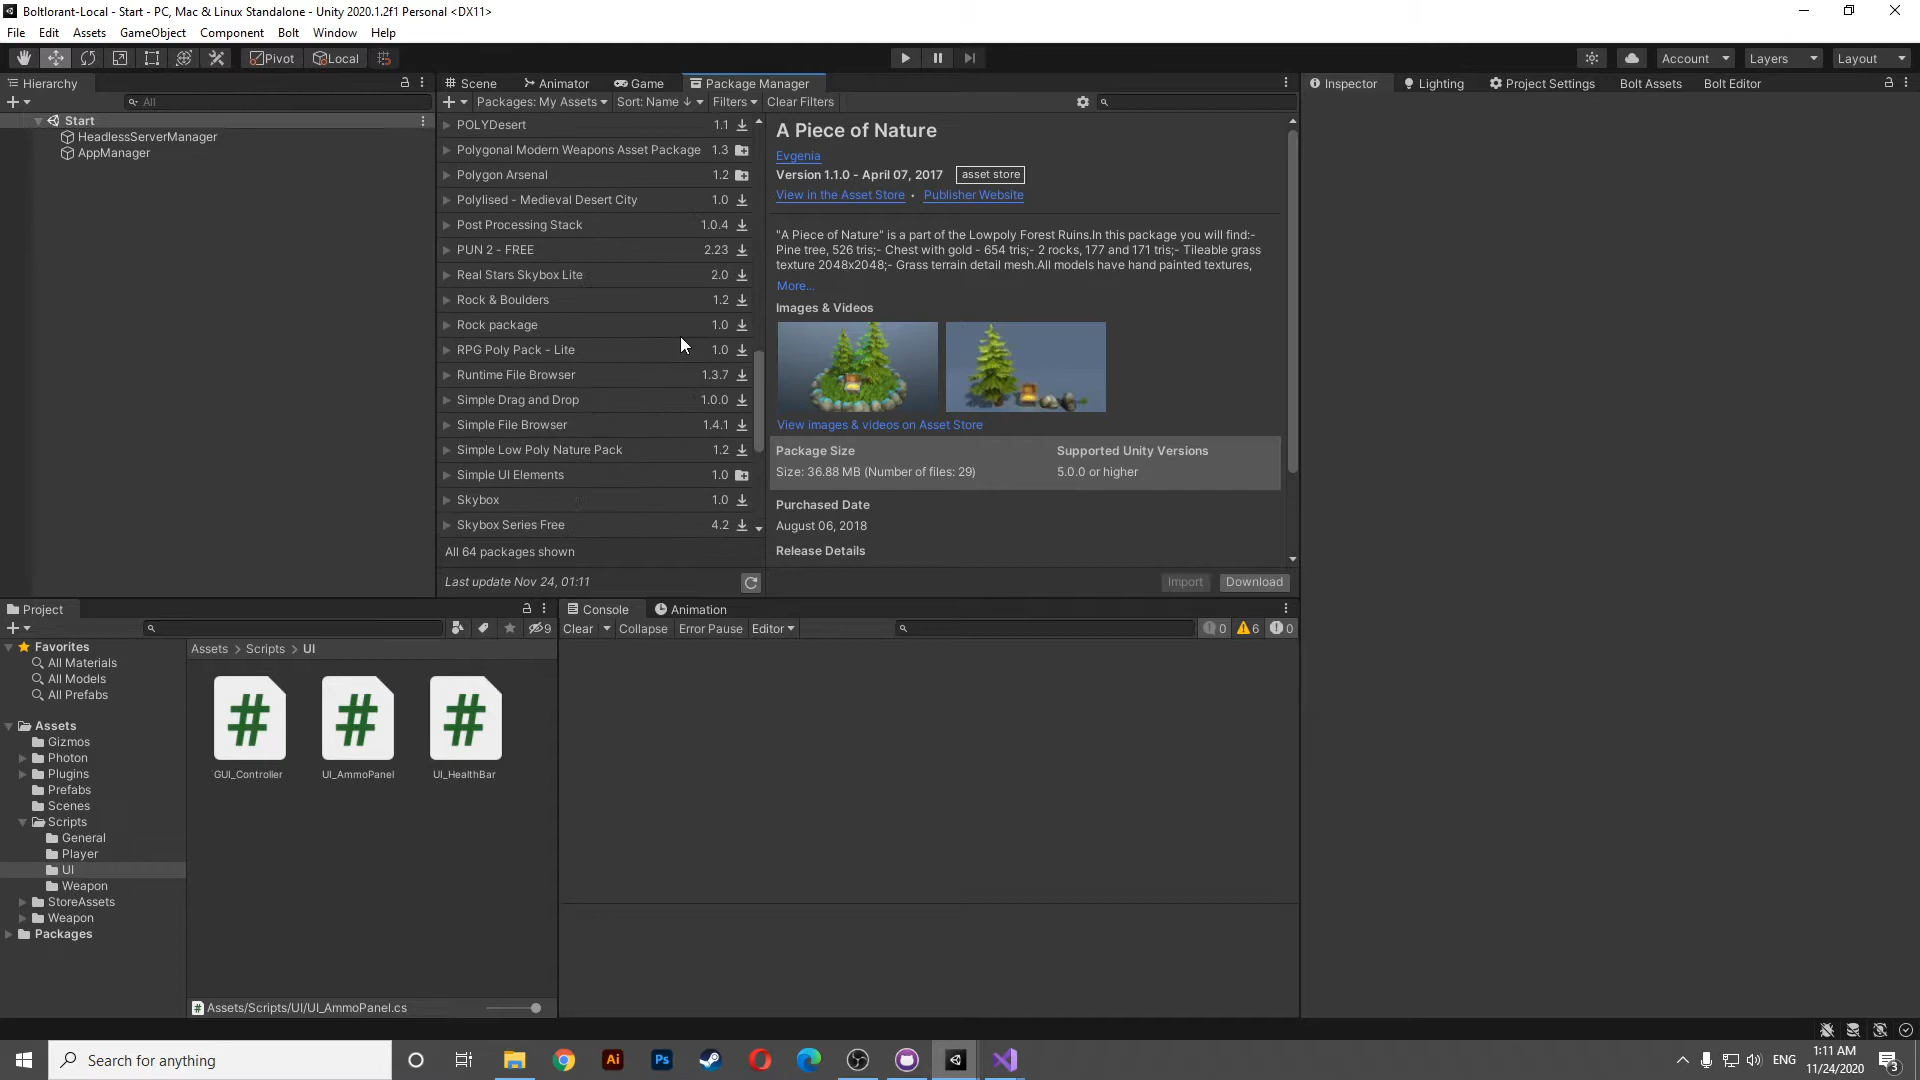 Boltlorant-Local - Start - PC, Mac & Linux Standalone - Unity 2020.1.2f1 Personal <DX11>
File Edit Assets GameObject Component Bolt Window Help
Pivot Local Account Layers Layout
Hierarchy
All
Start
HeadlessServerManager
AppManager
Scene Animator Game Package Manager
Packages: My Assets Sort: Name ↓ Filters Clear Filters
POLYDesert 1.1
Polygonal Modern Weapons Asset Package 1.3
Polygon Arsenal 1.2
Polylised - Medieval Desert City 1.0
Post Processing Stack 1.0.4
PUN 2 - FREE 2.23
Real Stars Skybox Lite 2.0
Rock & Boulders 1.2
Rock package 1.0
RPG Poly Pack - Lite 1.0
Runtime File Browser 1.3.7
Simple Drag and Drop 1.0.0
Simple File Browser 1.4.1
Simple Low Poly Nature Pack 1.2
Simple UI Elements 1.0
Skybox 1.0
Skybox Series Free 4.2
All 64 packages shown
Last update Nov 24, 01:11
A Piece of Nature
Evgenia
Version 1.1.0 - April 07, 2017 asset store
View in the Asset Store • Publisher Website
"A Piece of Nature" is a part of the Lowpoly Forest Ruins.In this package you will find:-
Pine tree, 526 tris;- Chest with gold - 654 tris;- 2 rocks, 177 and 171 tris;- Tileable grass
texture 2048x2048;- Grass terrain detail mesh.All models have hand painted textures,
More...
Images & Videos
View images & videos on Asset Store
Package Size Supported Unity Versions
Size: 36.88 MB (Number of files: 29) 5.0.0 or higher
Purchased Date
August 06, 2018
Release Details
Import Download
Inspector Lighting Project Settings Bolt Assets Bolt Editor
Project
9
Favorites
All Materials
All Models
All Prefabs
Assets
Gizmos
Photon
Plugins
Prefabs
Scenes
Scripts
General
Player
UI
Weapon
StoreAssets
Weapon
Packages
Assets > Scripts > UI
GUI_Controller UI_AmmoPanel UI_HealthBar
Assets/Scripts/UI/UI_AmmoPanel.cs
Console Animation
Clear Collapse Error Pause Editor 0 6 0
Search for anything
Ai Ps
ENG
1:11 AM
11/24/2020
3